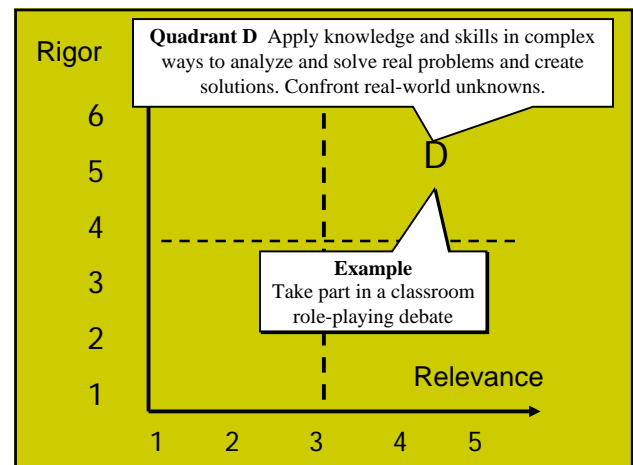 Quadrant D Apply knowledge and skills in complex
ways to analyze and solve real problems and create
solutions. Confront real-world unknowns.
Rigor
6
D
5
4
Example
Take part in a classroom
role-playing debate
3
2
Relevance
1
1 2 3 4 5